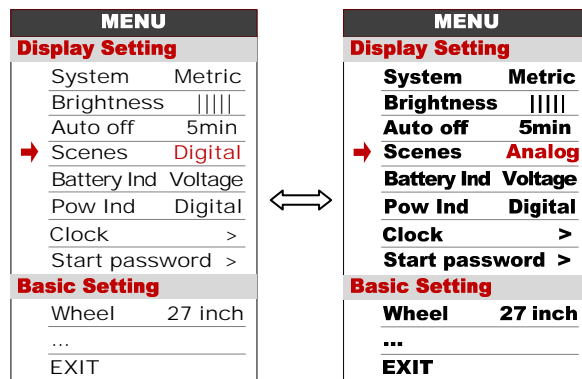 MENU
Display Setting
System Metric
Brightness |||||
Auto off 5min
Scenes Digital
Battery Ind Voltage
Pow Ind Digital
Clock >
Start password >
Basic Setting
Wheel 27 inch
...
EXIT
MENU
Display Setting
System Metric
Brightness |||||
Auto off 5min
Scenes Analog
Battery Ind Voltage
Pow Ind Digital
Clock >
Start password >
Basic Setting
Wheel 27 inch
...
EXIT